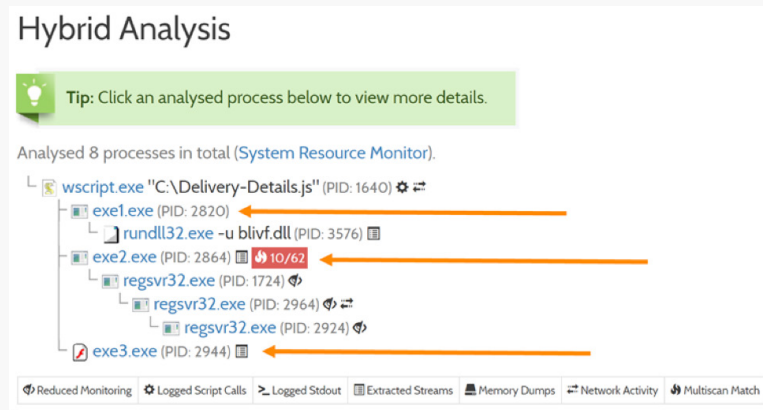 Hybrid Analysis
Tip: Click an analysed process below to view more details.
Analysed 8 processes in total (System Resource Monitor).
wscript.exe "C:\Delivery-Details.js" (PID: 1640)
exe1.exe (PID: 2820)
rundll32.exe -u blivf.dll (PID: 3576)
exe2.exe (PID: 2864) 10/62
regsvr32.exe (PID: 1724)
regsvr32.exe (PID: 2964)
regsvr32.exe (PID: 2924)
exe3.exe (PID: 2944)
Reduced Monitoring Logged Script Calls Logged Stdout Extracted Streams Memory Dumps Network Activity Multiscan Match